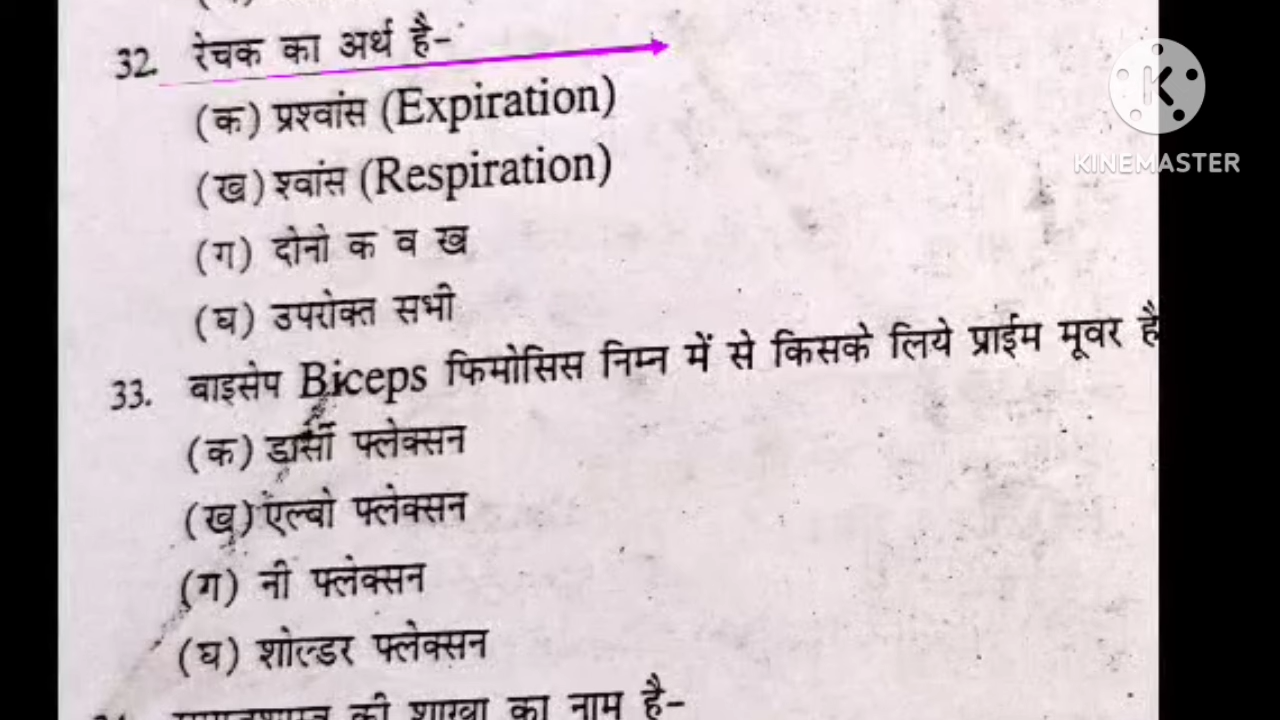 32. रेचक का अर्थ है-
(क) प्रश्वांस (Expiration)
(ख) श्वांस (Respiration)
(ग) दोनो क व ख
(घ) उपरोक्त सभी
33. वाइसेप Biceps फिमोसिस निम्न में से किसके लिये प्राईम मूवर है
(क) डार्सी फ्लेक्सन
(ख) एल्बो फ्लेक्सन
(ग) नी फ्लेक्सन
(घ) शोल्डर फ्लेक्सन
की शाखा का नाम है-
KINEMASTER